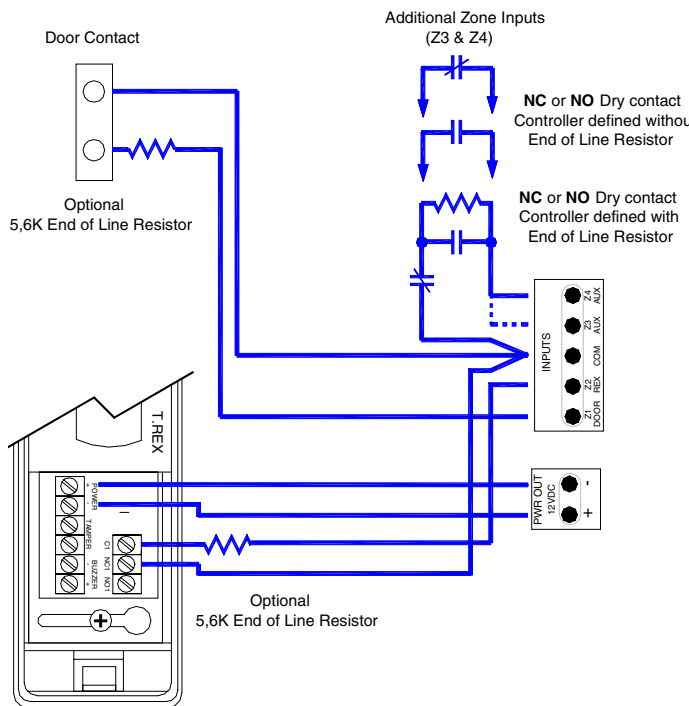 Additional Zone Inputs
(Z3 & Z4)
Door Contact
NC or NO Dry contact
Controller defined withou
End of Line Resistor
Optional
5,6K End of Line Resistor
NC or NO Dry contact
Controller defined with
End of Line Resistor
INPUTS
Z4
AUX
Z3
AUX
COM
Z2
REX
Z1
DOOR
T.REX
+ POWER -
TAMPER
- BUZZER +
C1
NC1
NO1
PWR OUT
12VDC
-
+
Optional
5,6K End of Line Resistor